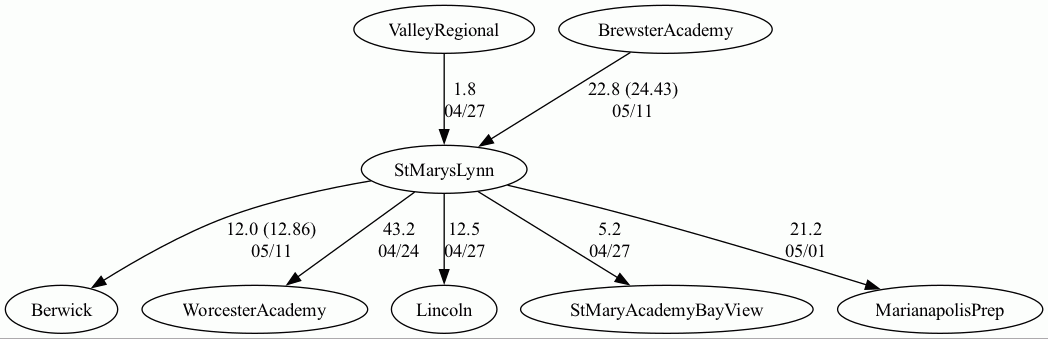 ValleyRegional
BrewsterAcademy
1.8
04/27
22.8 (24.43)
05/11
StMarysLynn
12.0 (12.86)
05/11
43.2
04/24
12.5
04/27
5.2
04/27
21.2
05/01
Berwick
WorcesterAcademy
Lincoln
StMaryAcademyBayView
MarianapolisPrep